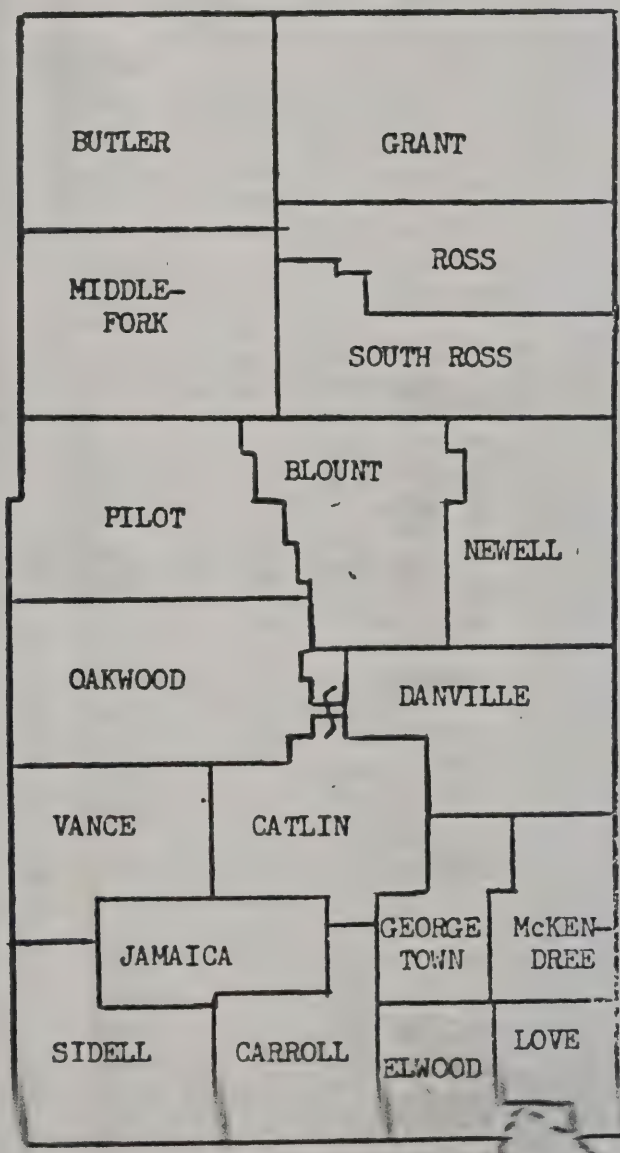 BUTLER
GRANT
ROSS
MIDDLE-
FORK
SOUTH ROSS
BLOUNT
PILOT
NEWELL
OAKWOOD
DANVILLE
VANCE
CATLIN
GEORGE
TOWN
McKEN-
DREE
JAMAICA
SIDELL
CARROLL
ELWOOD
LOVE